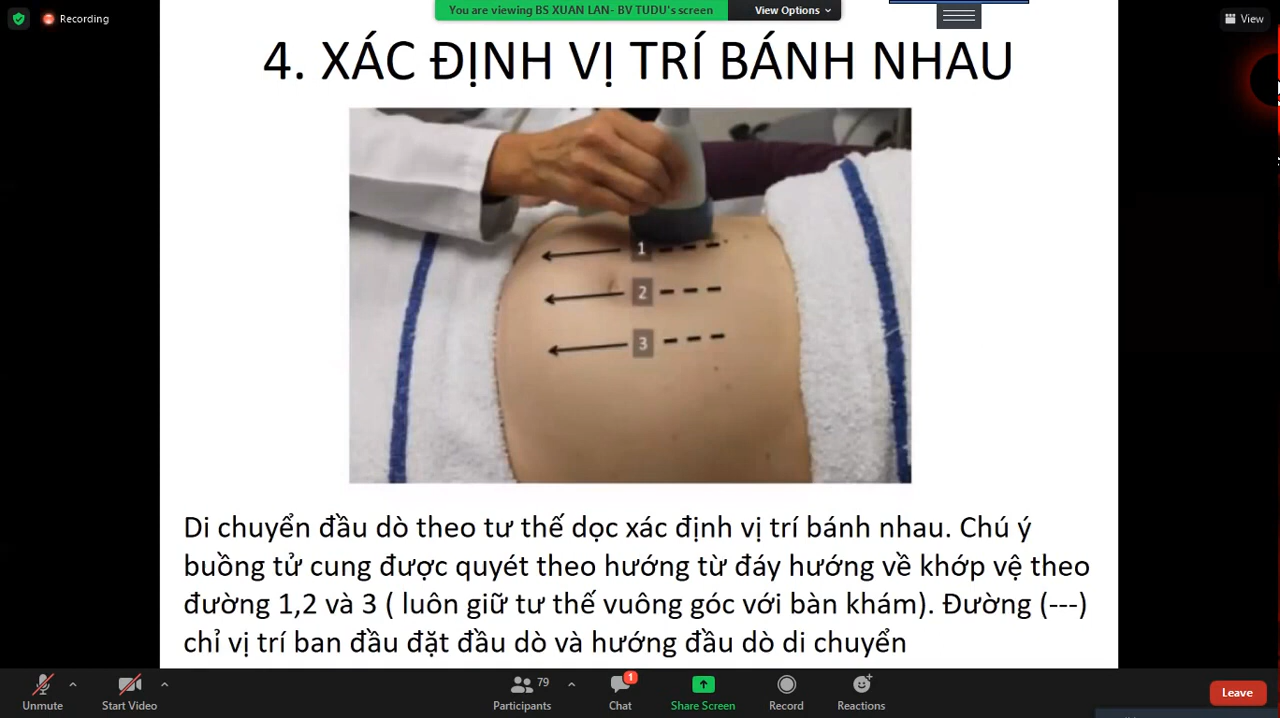 You are viewing BS XUAN LAN- BV TUDU's screen
View Options
Recording
View
4. XÁC ĐỊNH VỊ TRÍ BÁNH NHAU
1
2
3
Di chuyển đầu dò theo tư thế dọc xác định vị trí bánh nhau. Chú ý
buồng tử cung được quyét theo hướng từ đáy hướng về khớp vệ theo
đường 1,2 và 3 ( luôn giữ tư thế vuông góc với bàn khám). Đường (---)
chỉ vị trí ban đầu đặt đầu dò và hướng đầu dò di chuyển
Unmute
Start Video
Participants
79
Chat
1
Share Screen
Record
Reactions
Leave